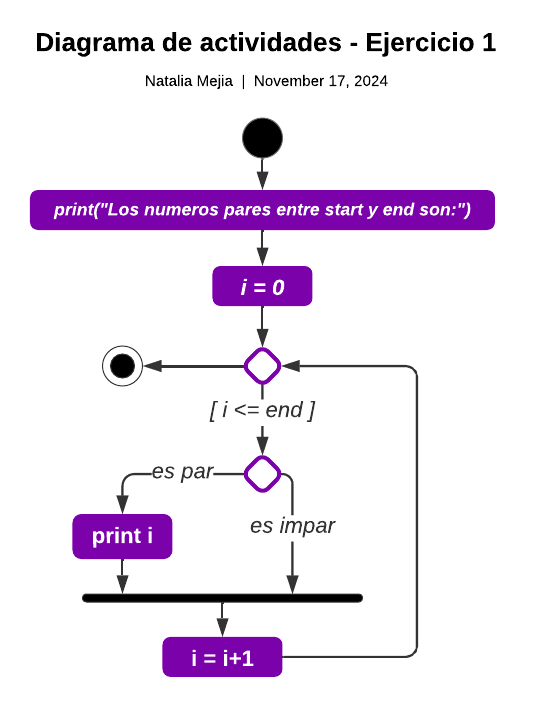 Diagrama de actividades - Ejercicio 1
Natalia Mejia | November 17, 2024
print("Los numeros pares entre start y end son:")
i = 0
[ i <= end ]
es par
es impar
print i
i = i+1